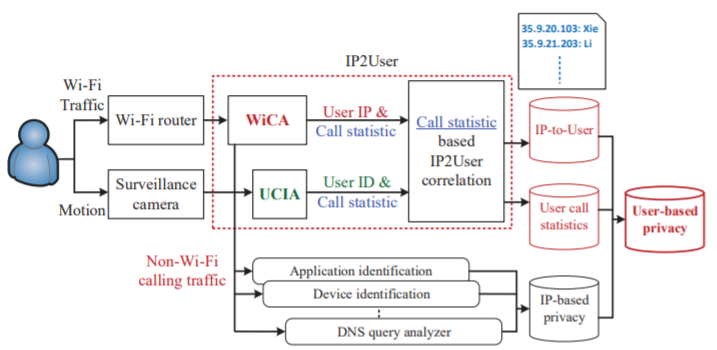 35.9.20.103: Xie
35.9.21.203: Li
IP2User
Wi-Fi
Traffic
Wi-Fi router
WiCA
User IP &
Call statistic
Call statistic
based
IP2User
correlation
IP-to-User
Motion
Surveillance
camera
UCIA
User ID &
Call statistic
User call
statistics
User-based
privacy
Non-Wi-Fi
calling traffic
Application identification
Device identification
DNS query analyzer
IP-based
privacy